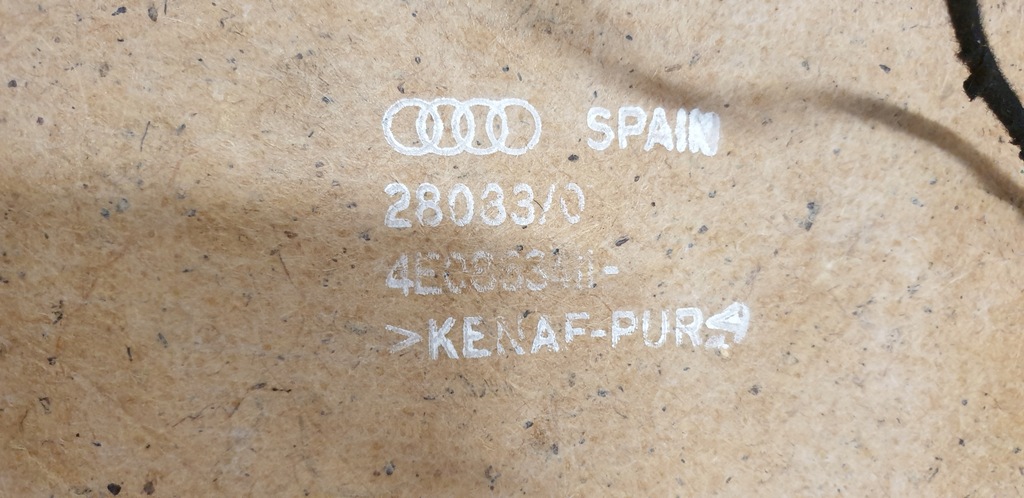 SPAIN
28033/0
>KENAF-PUR<